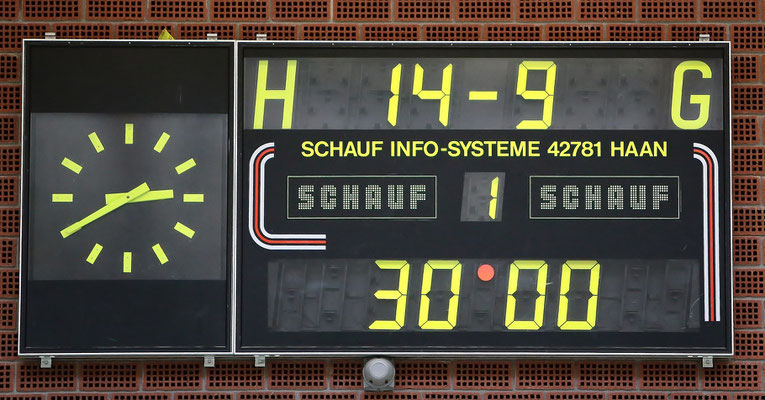 H 14-9 G
SCHAUF INFO-SYSTEME 42781 HAAN
SCHAUF 1 SCHAUF
30:00